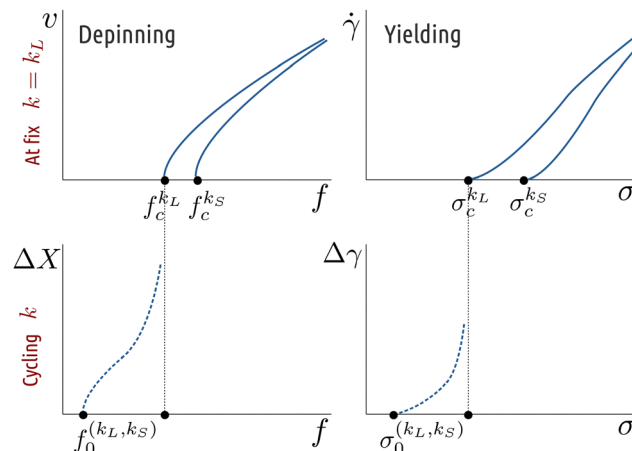 v
Depinning
At fix k = k_L
f_c^{k_L}
f_c^{k_S}
f
γ̇
Yielding
σ_c^{k_L}
σ_c^{k_S}
σ
ΔX
Cycling k
f_0^{(k_L,k_S)}
f
Δγ
σ_0^{(k_L,k_S)}
σ